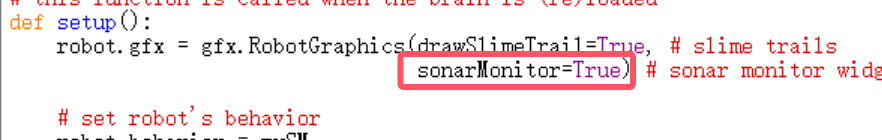 # this function is called when the brain is (re)loaded
def setup():
robot.gfx = gfx.RobotGraphics(drawSlimeTrail=True, # slime trails
sonarMonitor=True) # sonar monitor widg
# set robot's behavior
robot.behavior = mySM